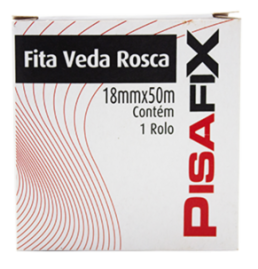 Fita Veda Rosca
18mmx50m
Contém
1 Rolo
PISAFIX